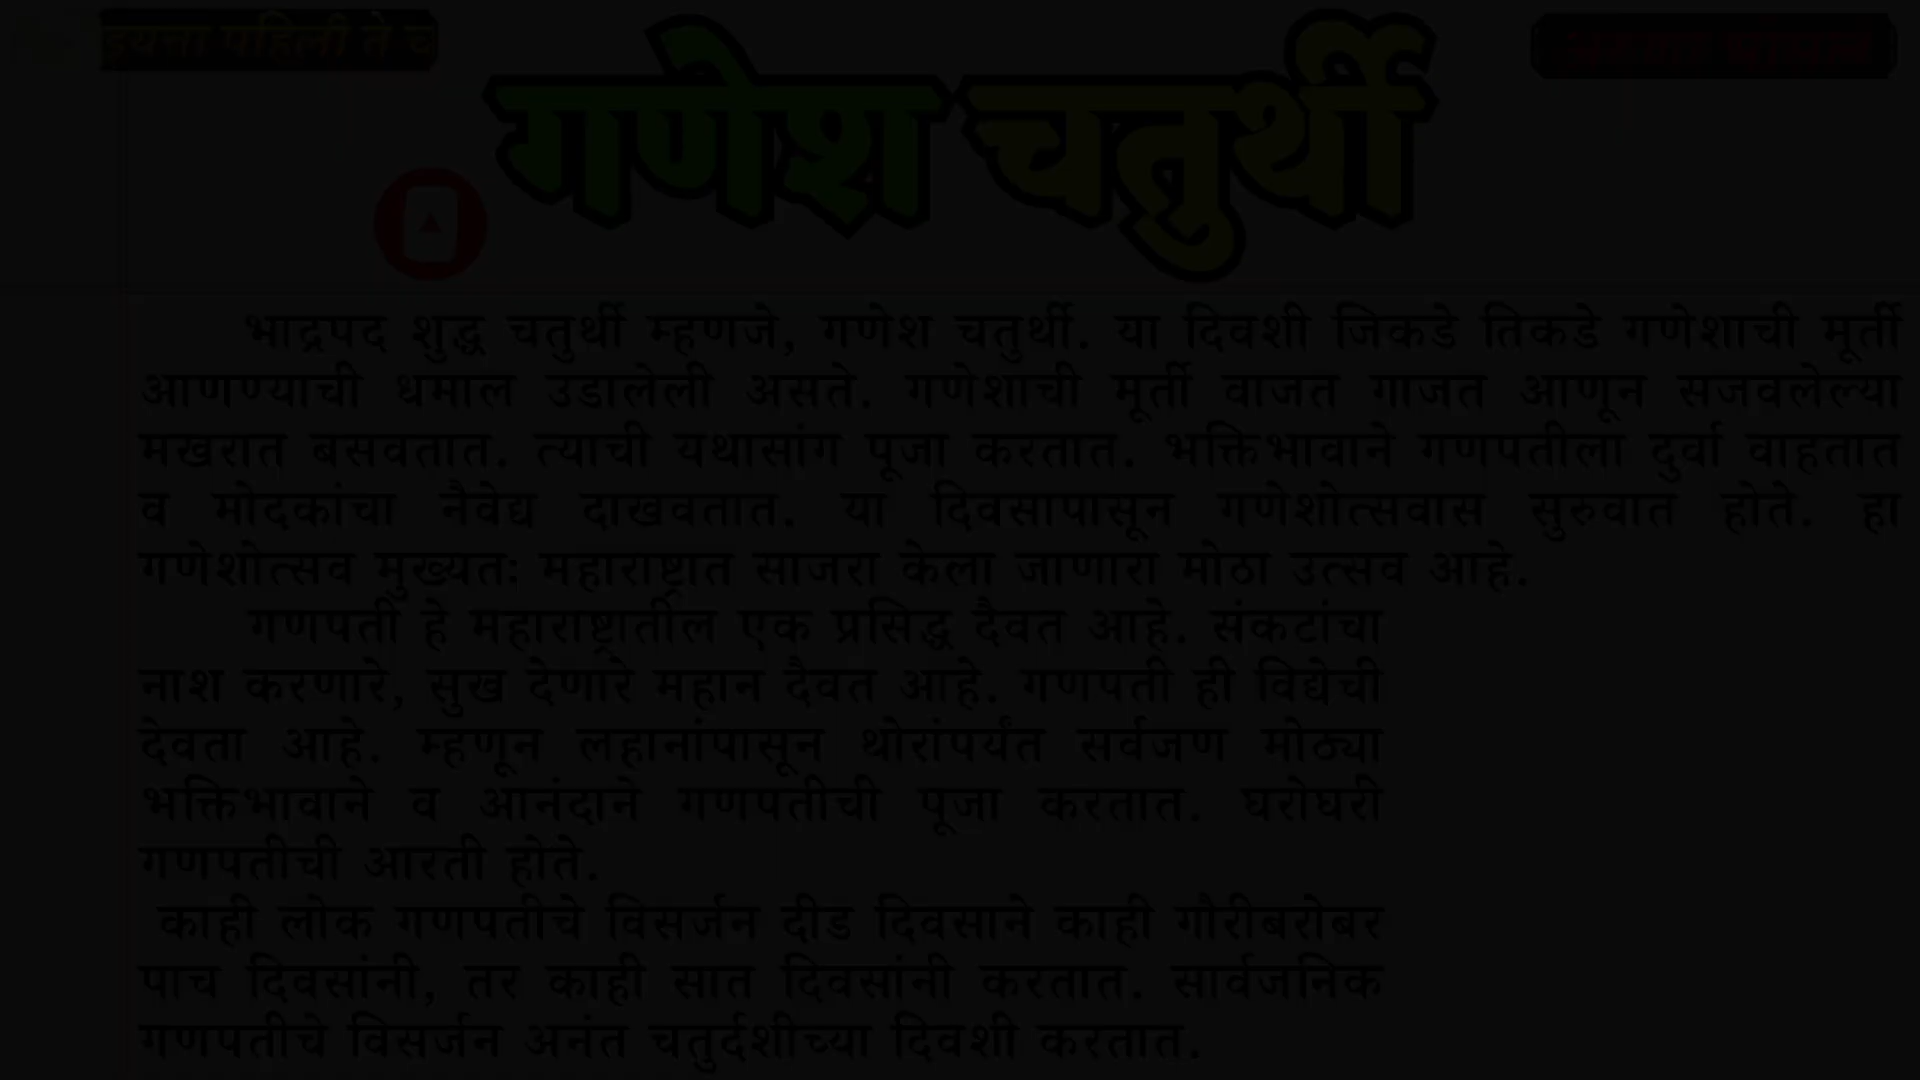 इयत्ता पहिली ते च
गणेश चतुर्थी
भाद्रपद शुद्ध चतुर्थी म्हणजे, गणेश चतुर्थी. या दिवशी जिकडे तिकडे गणेशाची मूर्ती
आणण्याची धमाल उडालेली असते. गणेशाची मूर्ती वाजत गाजत आणून सजवलेल्या
मखरात बसवतात. त्याची यथासांग पूजा करतात. भक्तिभावाने गणपतीला दुर्वा वाहतात
व मोदकांचा नैवेद्य दाखवतात. या दिवसापासून गणेशोत्सवास सुरुवात होते. हा
गणेशोत्सव मुख्यतः महाराष्ट्रात साजरा केला जाणारा मोठा उत्सव आहे.
गणपती हे महाराष्ट्रातील एक प्रसिद्ध दैवत आहे. संकटांचा
नाश करणारे, सुख देणारे महान दैवत आहे. गणपती ही विद्येची
देवता आहे. म्हणून लहानांपासून थोरांपर्यंत सर्वजण मोठ्या
भक्तिभावाने व आनंदाने गणपतीची पूजा करतात. घरोघरी
गणपतीची आरती होते.
काही लोक गणपतीचे विसर्जन दीड दिवसाने काही गौरीबरोबर
पाच दिवसांनी, तर काही सात दिवसांनी करतात. सार्वजनिक
गणपतीचे विसर्जन अनंत चतुर्दशीच्या दिवशी करतात.